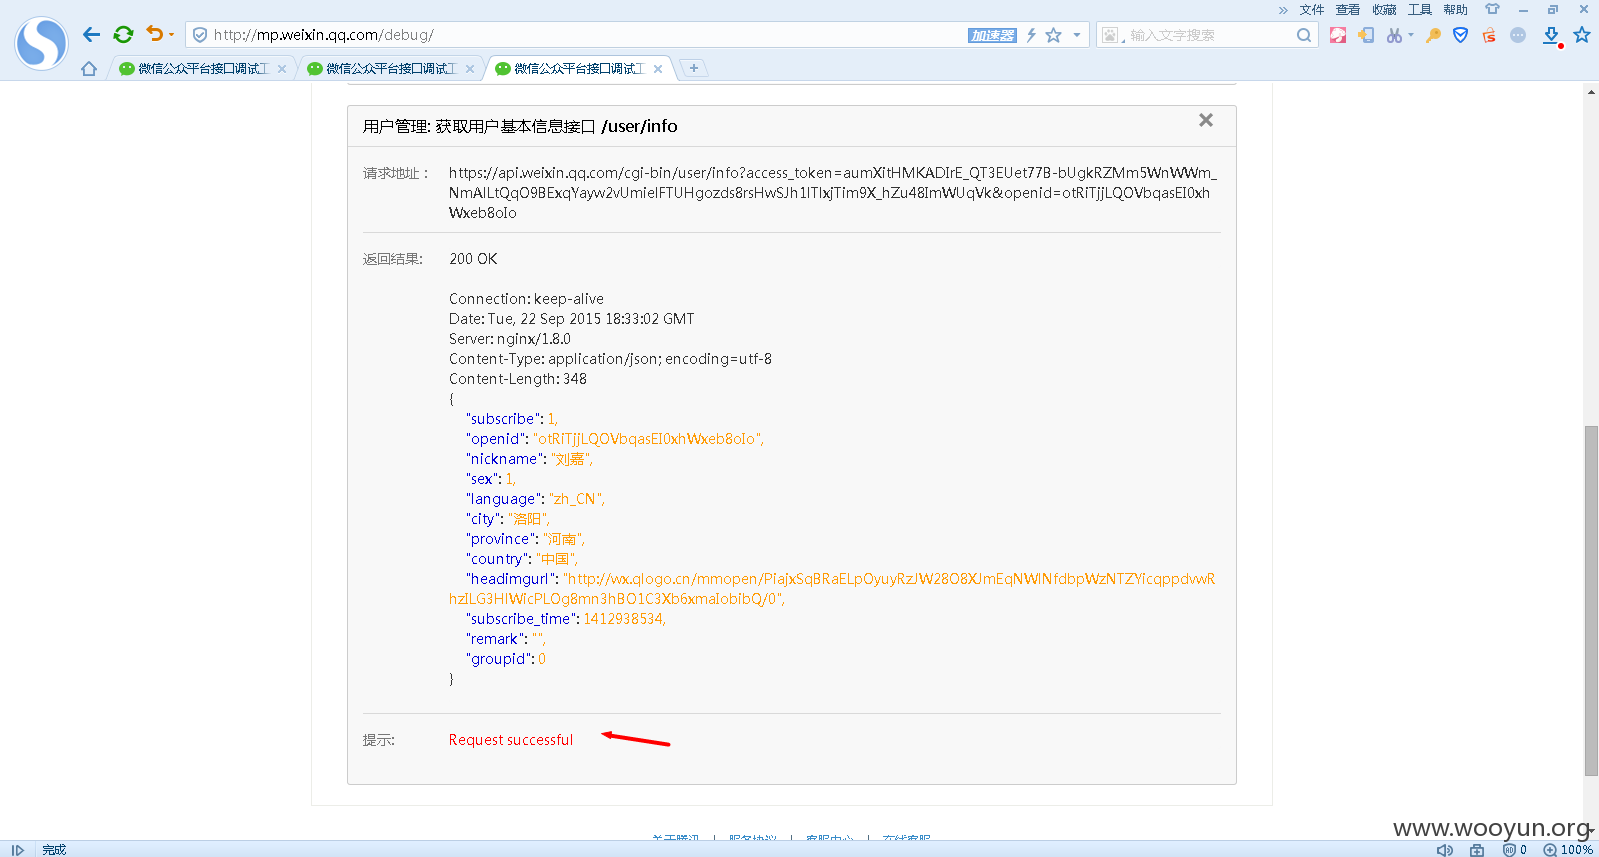 » 文件 查看 收藏 工具 帮助
http://mp.weixin.qq.com/debug/
加速器
输入文字搜索
微信公众平台接口调试工
微信公众平台接口调试工
微信公众平台接口调试工
用户管理: 获取用户基本信息接口 /user/info
请求地址：
https://api.weixin.qq.com/cgi-bin/user/info?access_token=aumXitHMKADIrE_QT3EUet77B-bUgkRZMm5WnWWm_
NmAlLtQqO9BExqYayw2vUmielFTUHgozds8rsHwSJh1lTlxjTim9X_hZu48ImWUqVk&openid=otRiTjjLQOVbqasEI0xh
Wxeb8oIo
返回结果: 200 OK
Connection: keep-alive
Date: Tue, 22 Sep 2015 18:33:02 GMT
Server: nginx/1.8.0
Content-Type: application/json; encoding=utf-8
Content-Length: 348
{
"subscribe": 1,
"openid": "otRiTjjLQOVbqasEI0xhWxeb8oIo",
"nickname": "刘嘉",
"sex": 1,
"language": "zh_CN",
"city": "洛阳",
"province": "河南",
"country": "中国",
"headimgurl": "http://wx.qlogo.cn/mmopen/PiajxSqBRaELpOyuyRzJW28O8XJmEqNWlNfdbpWzNTZYicqppdvwR
hzlLG3HlWicPLOg8mn3hBO1C3Xb6xmaIobibQ/0",
"subscribe_time": 1412938534,
"remark": "",
"groupid": 0
}
提示: Request successful
关于腾讯 | 服务协议 | 客服中心 | 在线客服
www.wooyun.org
完成
0
100%